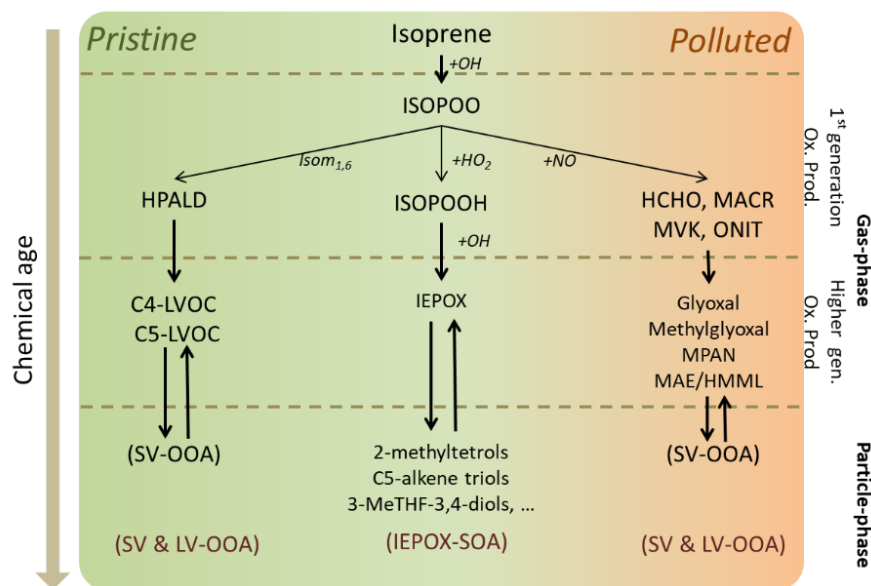 Pristine
Isoprene
Polluted
+OH
ISOPOO
Isom1,6
+HO2
+NO
1st generation
Ox. Prod.
HPALD
ISOPOOH
HCHO, MACR
MVK, ONIT
+OH
Gas-phase
Chemical age
C4-LVOC
C5-LVOC
IEPOX
Glyoxal
Methylglyoxal
MPAN
MAE/HMML
Higher gen.
Ox. Prod
(SV-OOA)
2-methyltetrols
C5-alkene triols
3-MeTHF-3,4-diols, ...
(SV-OOA)
Particle-phase
(SV & LV-OOA)
(IEPOX-SOA)
(SV & LV-OOA)